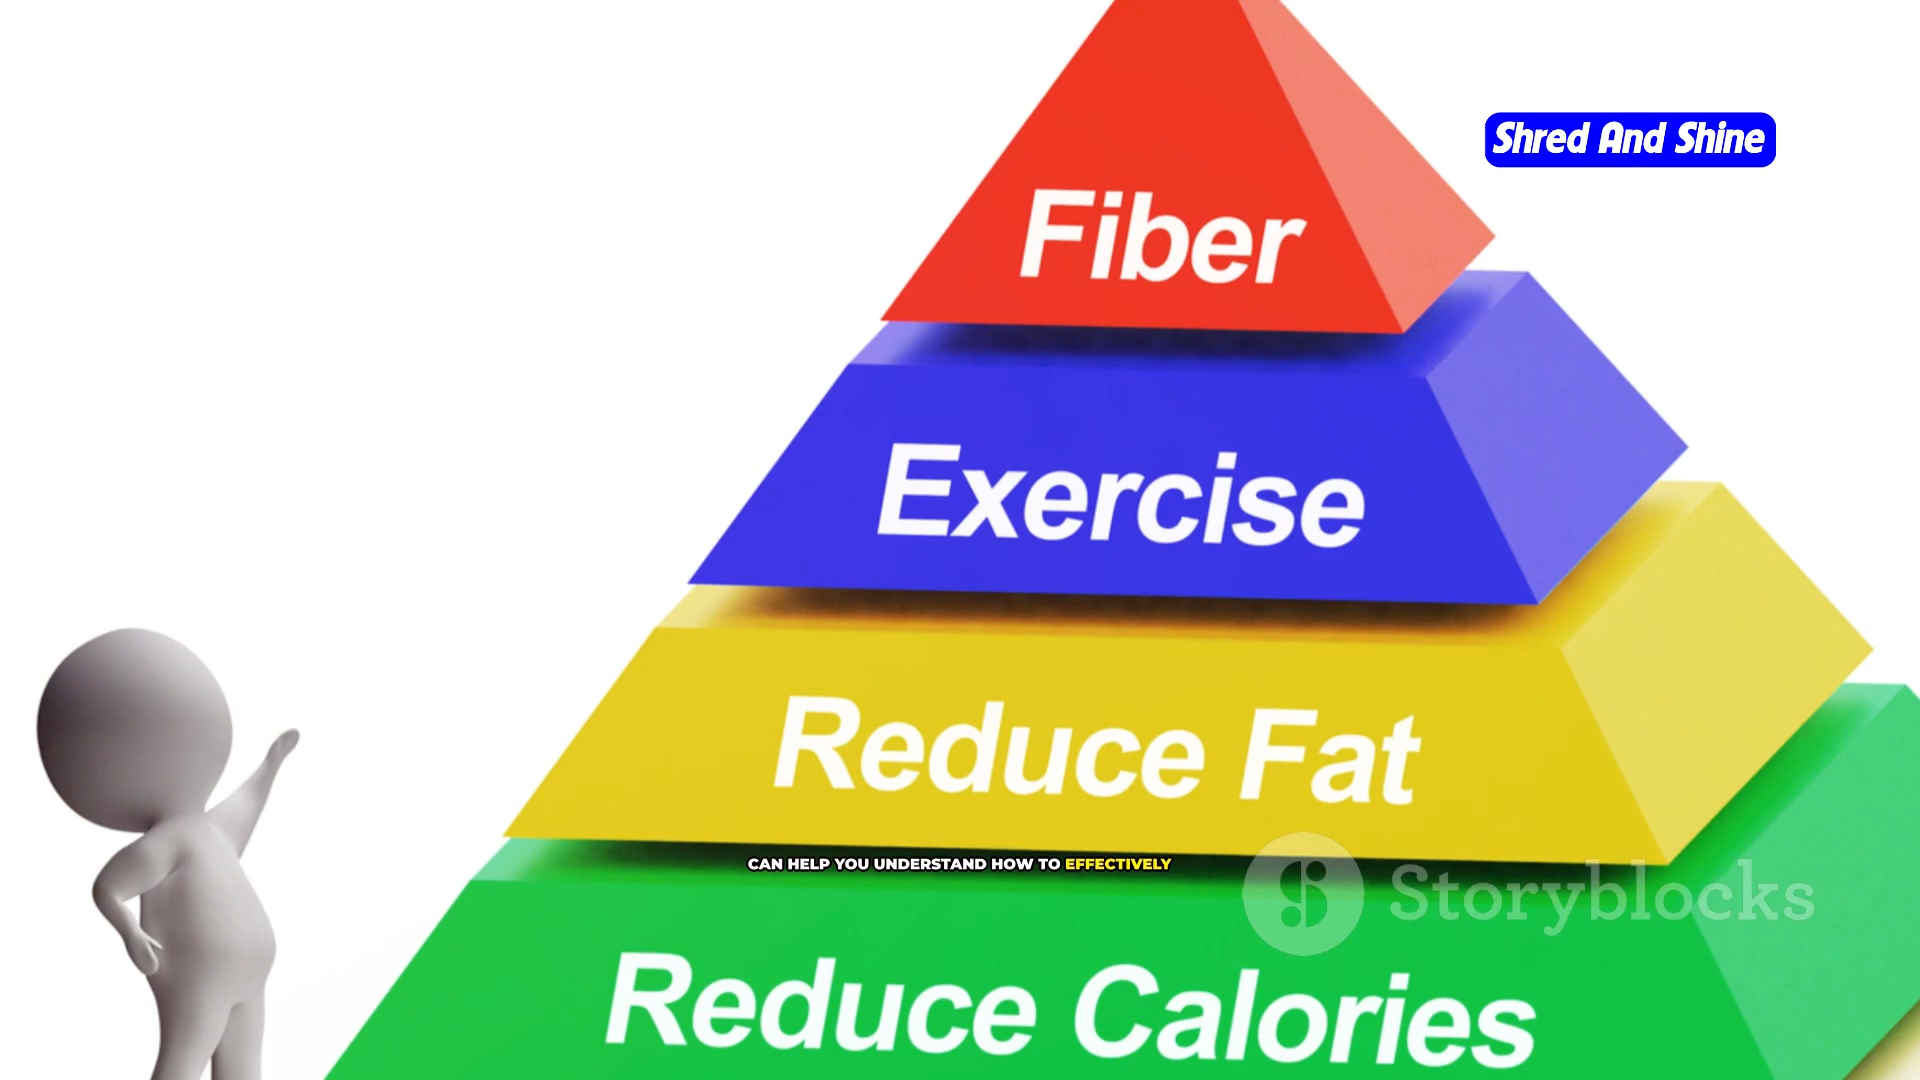 Shred And Shine
Fiber
Exercise
Reduce Fat
CAN HELP YOU UNDERSTAND HOW TO EFFECTIVELY
Storyblocks
Reduce Calories